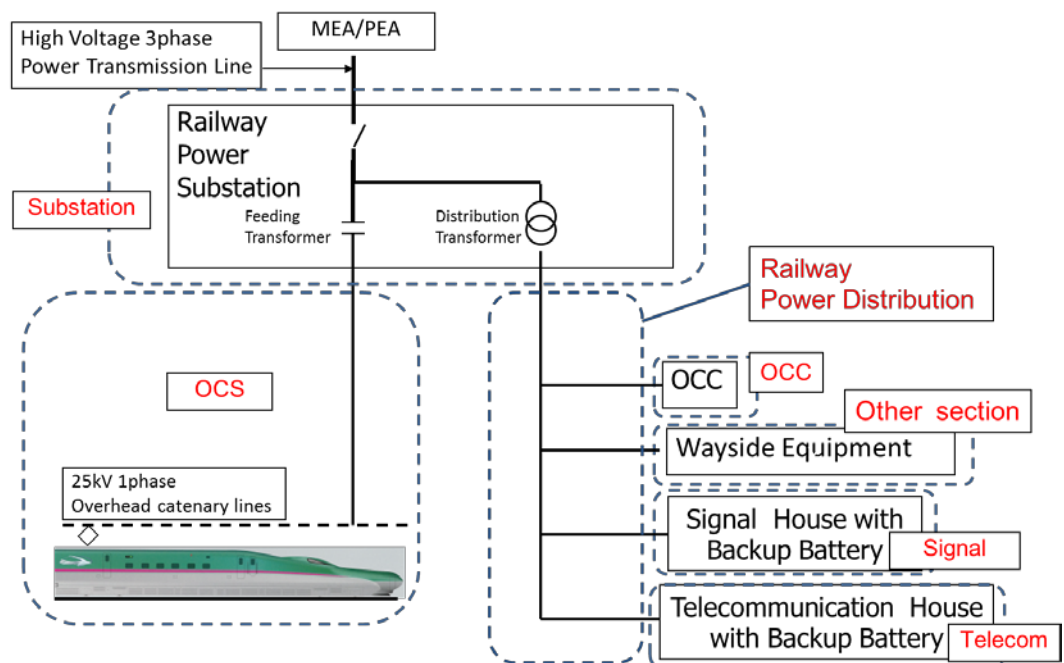 MEA/PEA
High Voltage 3phase
Power Transmission Line
Railway
Power
Substation
Substation
Feeding
Transformer
Distribution
Transformer
Railway
Power Distribution
OCS
OCC
OCC
Other section
Wayside Equipment
25kV 1phase
Overhead catenary lines
Signal House with
Backup Battery
Signal
Telecommunication House
with Backup Battery
Telecom